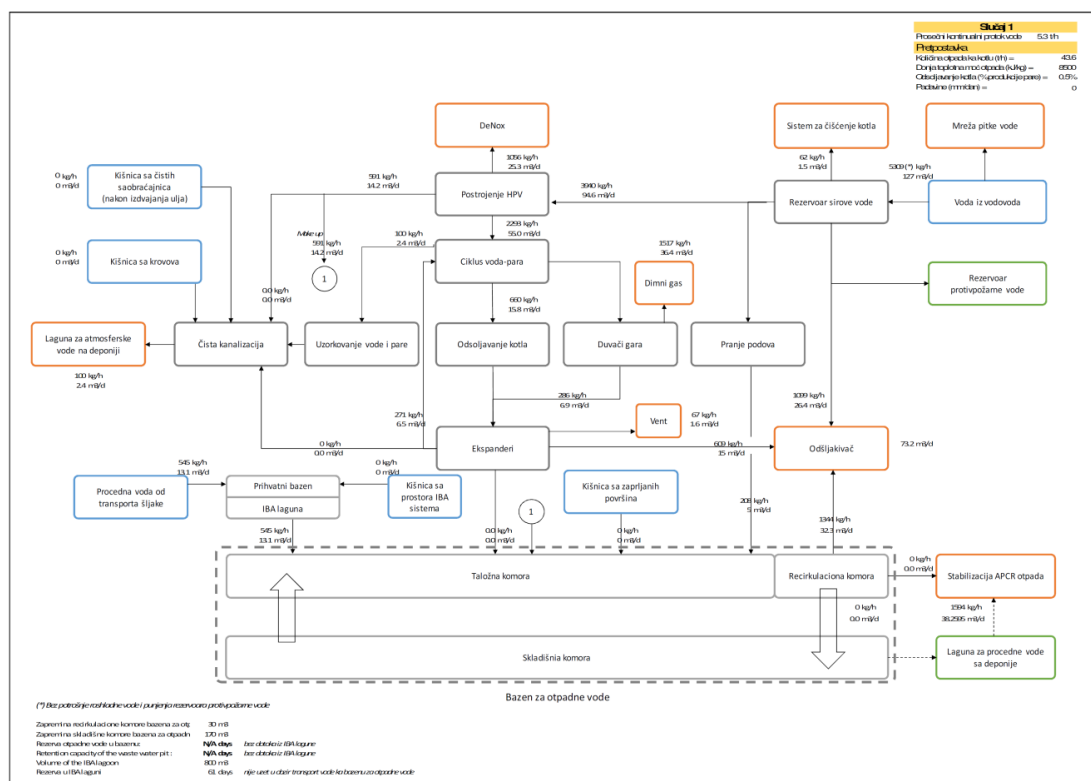 Slučaj 1
Prosečni kontinualni protok vode 5.3 t/h
Pretpostavka
Količina otpada ka kotlu (t/h) = 43.6
Donja toplotna moć otpada (kJ/kg) = 8500
Odsoljavanje kotla (% produkcije pare) = 0.5%
Padavine (mm/dan) = 0
DeNox
Sistem za čišćenje kotla
Mreža pitke vode
1056 kg/h
25.3 m3/d
62 kg/h
1.5 m3/d
5309 (*) kg/h
127 m3/d
0 kg/h
0 m3/d
Kišnica sa čistih
saobraćajnica
(nakon izdvajanja ulja)
591 kg/h
14.2 m3/d
Postrojenje HPV
3940 kg/h
94.6 m3/d
Rezervoar sirove vode
Voda iz vodovoda
2293 kg/h
55.0 m3/d
Make up
591 kg/h
14.2 m3/d
100 kg/h
2.4 m3/d
0 kg/h
0 m3/d
Kišnica sa krovova
1
Ciklus voda-para
1517 kg/h
36.4 m3/d
Dimni gas
Rezervoar
protivpožarne vode
0.0 kg/h
0.0 m3/d
660 kg/h
15.8 m3/d
Laguna za atmosferske
vode na deponiji
Čista kanalizacija
Uzorkovanje vode i pare
Odsoljavanje kotla
Duvači gara
Pranje podova
100 kg/h
2.4 m3/d
286 kg/h
6.9 m3/d
1099 kg/h
26.4 m3/d
271 kg/h
6.5 m3/d
Vent
67 kg/h
1.6 m3/d
0 kg/h
0.0 m3/d
Ekspanderi
609 kg/h
15 m3/d
Odšljakivač
73.2 m3/d
545 kg/h
13.1 m3/d
0 kg/h
0 m3/d
Procedna voda od
transporta šljake
Prihvatni bazen
IBA laguna
Kišnica sa
prostora IBA
sistema
Kišnica sa zaprljanih
površina
208 kg/h
5 m3/d
545 kg/h
13.1 m3/d
0.0 kg/h
0.0 m3/d
1
0 kg/h
0 m3/d
1344 kg/h
32.3 m3/d
Taložna komora
Recirkulaciona komora
0 kg/h
0.0 m3/d
Stabilizacija APCR otpada
0 kg/h
0.0 m3/d
1594 kg/h
38.2595 m3/d
Skladišnia komora
Laguna za procedne vode
sa deponije
Bazen za otpadne vode
(*) Bez potrošnje rashladne vode i punjenja rezervoara protivpožarne vode
Zapremina recirkulacione komore bazena za otp 30 m3
Zapremina skladišne komore bazena za otpadn 170 m3
Rezerva otpadne vode u bazenu: N/A days bez dotoka iz IBA lagune
Retention capacity of the waste water pit : N/A days bez dotoka iz IBA lagune
Volume of the IBA lagoon 800 m3
Rezerva u IBA laguni 61 days nije uzet u obzir transport vode ka bazenu za otpadne vode